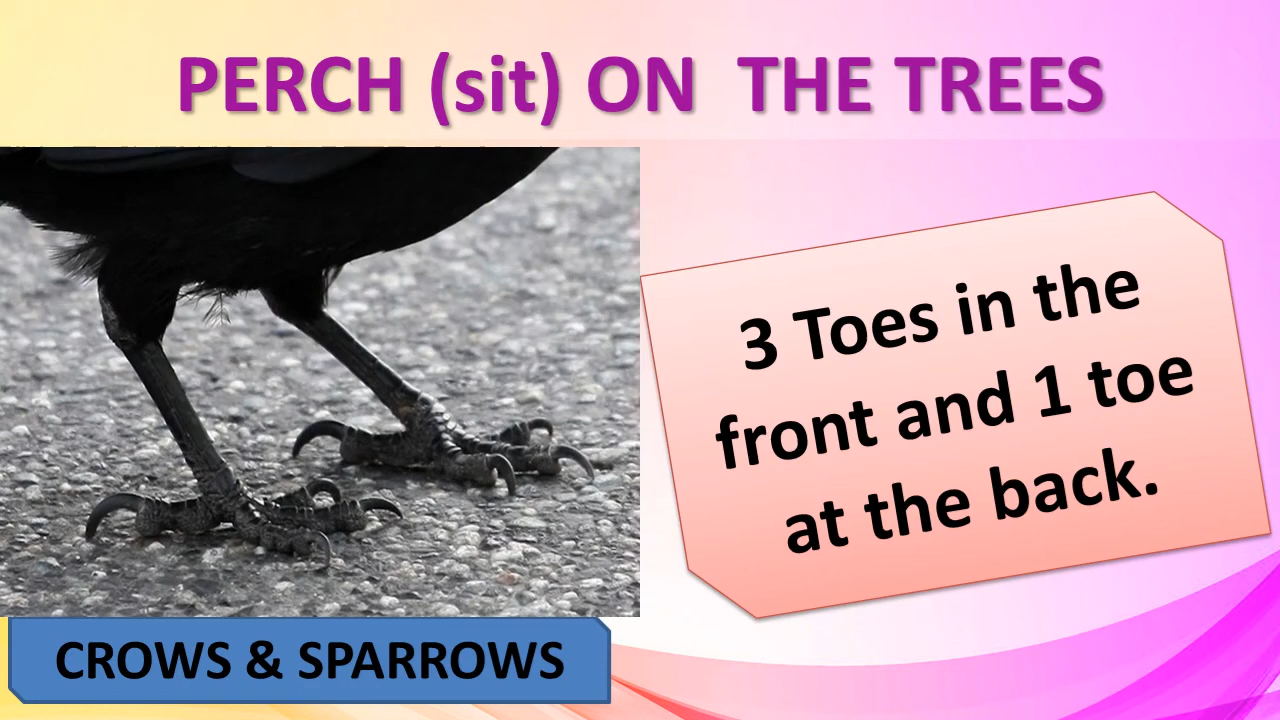 PERCH (sit) ON THE TREES
3 Toes in the
front and 1 toe
at the back.
CROWS & SPARROWS